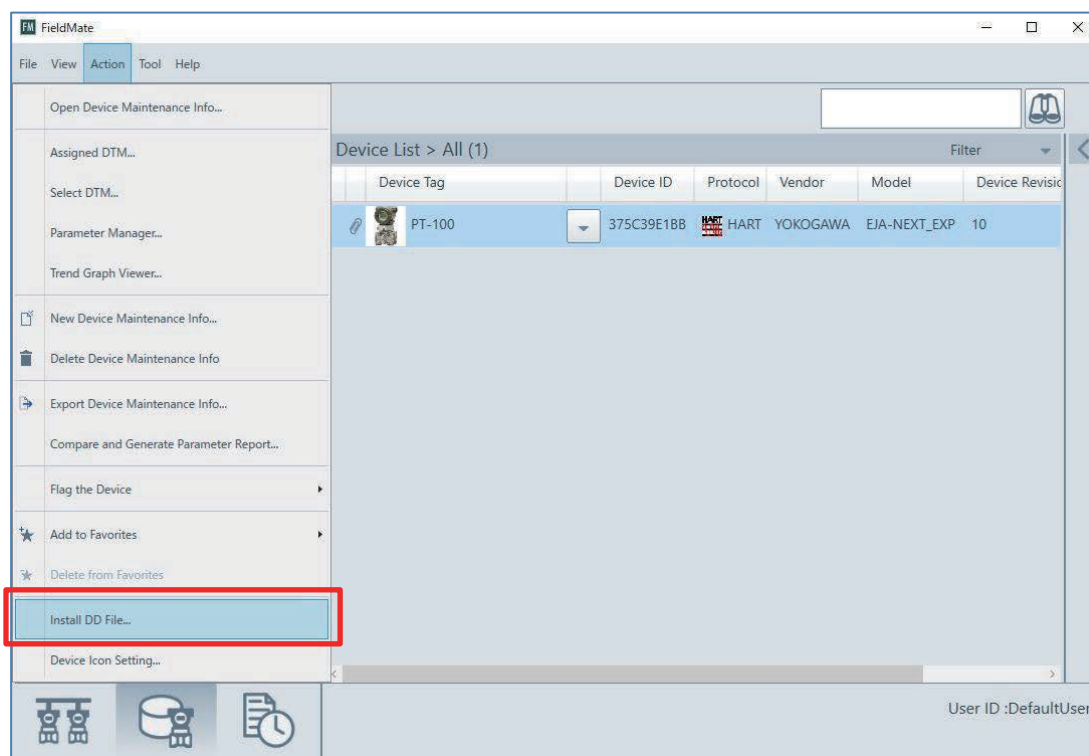 FM FieldMate
File View Action Tool Help
Open Device Maintenance Info...
Assigned DTM...
Select DTM...
Parameter Manager...
Trend Graph Viewer...
New Device Maintenance Info...
Delete Device Maintenance Info
Export Device Maintenance Info...
Compare and Generate Parameter Report...
Flag the Device
Add to Favorites
Delete from Favorites
Install DD File...
Device Icon Setting...
Device List > All (1) Filter
Device Tag Device ID Protocol Vendor Model Device Revisio
PT-100 375C39E1BB HART HART YOKOGAWA EJA-NEXT_EXP 10
User ID :DefaultUser